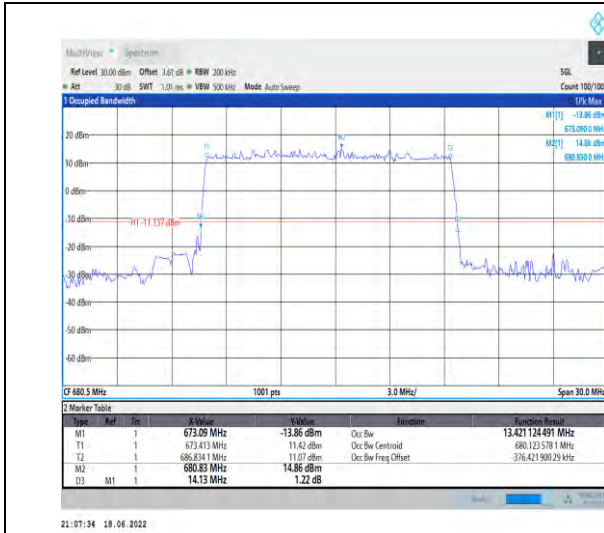 MultiView Spectrum
Ref Level 30.00 dBm Offset 3.61 dB RBW 200 kHz SGL
Att 30 dB SWT 1.01 ms VBW 500 kHz Mode Auto Sweep Count 100/100
1 Occupied Bandwidth 1Pk Max
M1[1] -13.86 dBm
673.090 0 MHz
M2[1] 14.86 dBm
680.830 0 MHz
20 dBm
T1 M2 T2
10 dBm
0 dBm
-10 dBm
H1 -11.137 dBm
-20 dBm
-30 dBm
-50 dBm
-60 dBm
CF 680.5 MHz 1001 pts 3.0 MHz/ Span 30.0 MHz
2 Marker Table
Type Ref Trc X-Value Y-Value Function Function Result
M1 1 673.09 MHz -13.86 dBm Occ Bw 13.421 124 491 MHz
T1 1 673.413 MHz 11.42 dBm Occ Bw Centroid 680.123 578 1 MHz
T2 1 686.834 1 MHz 11.07 dBm Occ Bw Freq Offset -376.421 900 29 kHz
M2 1 680.83 MHz 14.86 dBm
D3 M1 1 14.13 MHz 1.22 dB
21:07:34 18.06.2022